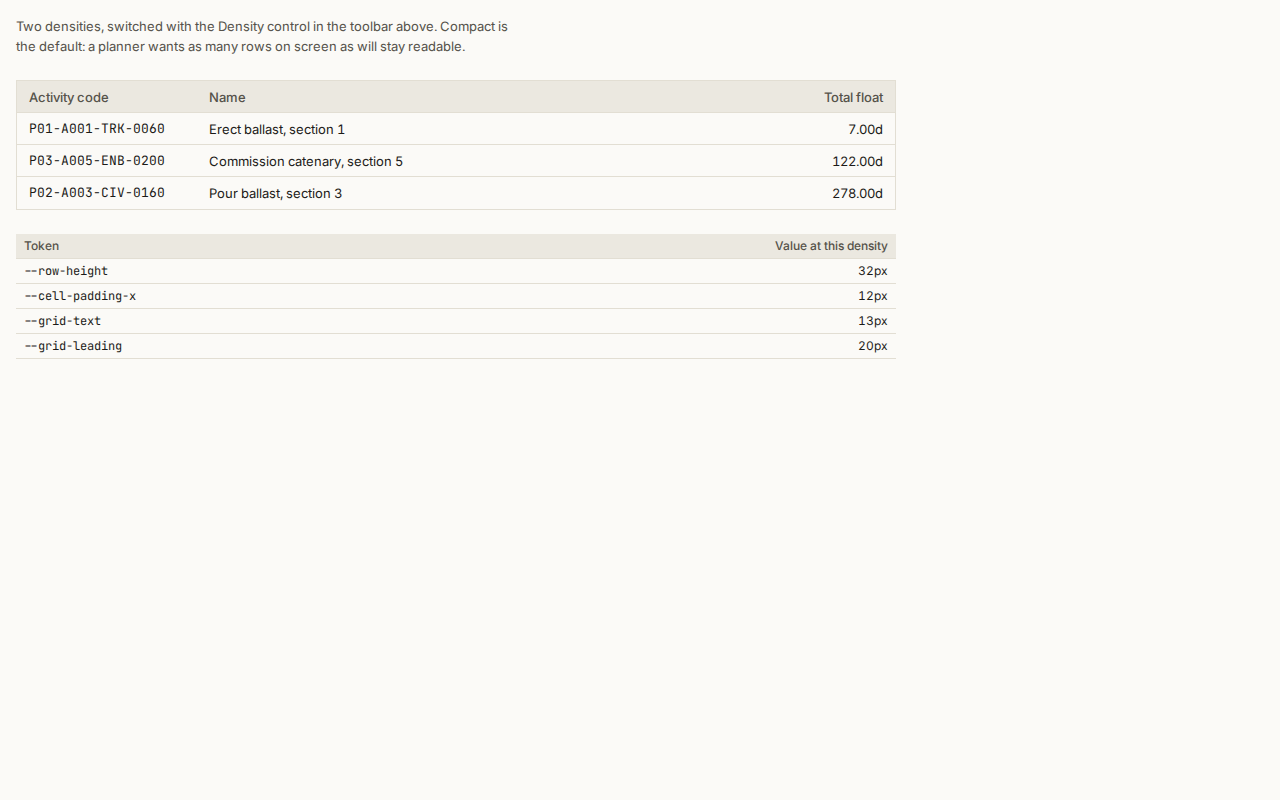 Two densities, switched with the Density control in the toolbar above. Compact is
the default: a planner wants as many rows on screen as will stay readable.
Activity code Name Total float
P01-A001-TRK-0060 Erect ballast, section 1 7.00d
P03-A005-ENB-0200 Commission catenary, section 5 122.00d
P02-A003-CIV-0160 Pour ballast, section 3 278.00d
Token Value at this density
--row-height 32px
--cell-padding-x 12px
--grid-text 13px
--grid-leading 20px